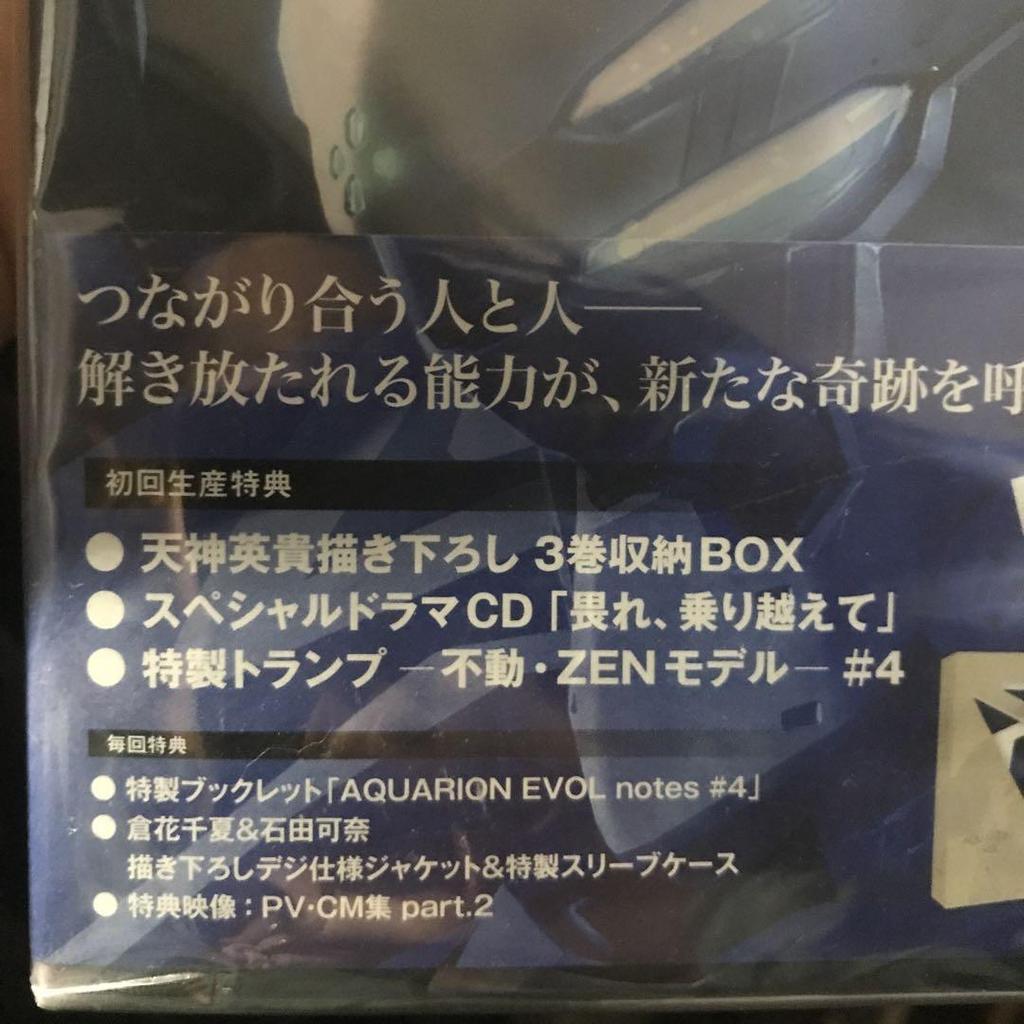 つながり合う人と人――
解き放たれる能力が、新たな奇跡を呼
初回生産特典
● 天神英貴描き下ろし 3巻収納BOX
● スペシャルドラマCD「畏れ、乗り越えて」
● 特製トランプ ―不動・ZENモデル― #4
毎回特典
● 特製ブックレット「AQUARION EVOL notes #4」
● 倉花千夏&石田可奈
描き下ろしデジ仕様ジャケット&特製スリーブケース
● 特典映像：PV・CM集 part.2